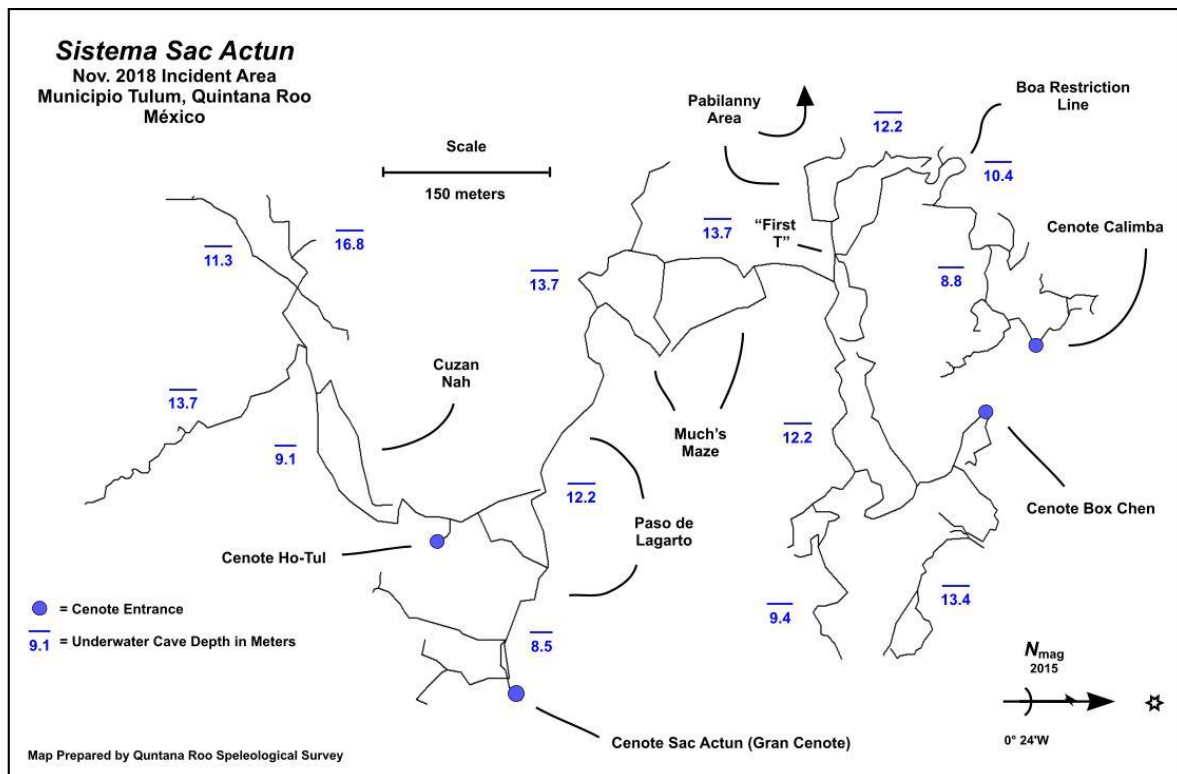 Sistema Sac Actun
Nov. 2018 Incident Area
Municipio Tulum, Quintana Roo
México
Scale
150 meters
Pabilanny
Area
Boa Restriction
Line
12.2
10.4
"First
T"
13.7
Cenote Calimba
11.3
16.8
13.7
8.8
Cuzan
Nah
13.7
9.1
Much's
Maze
12.2
12.2
Paso de
Lagarto
Cenote Box Chen
Cenote Ho-Tul
13.4
9.4
8.5
= Cenote Entrance
9.1 = Underwater Cave Depth in Meters
Nmag
2015
0° 24'W
Cenote Sac Actun (Gran Cenote)
Map Prepared by Quntana Roo Speleological Survey